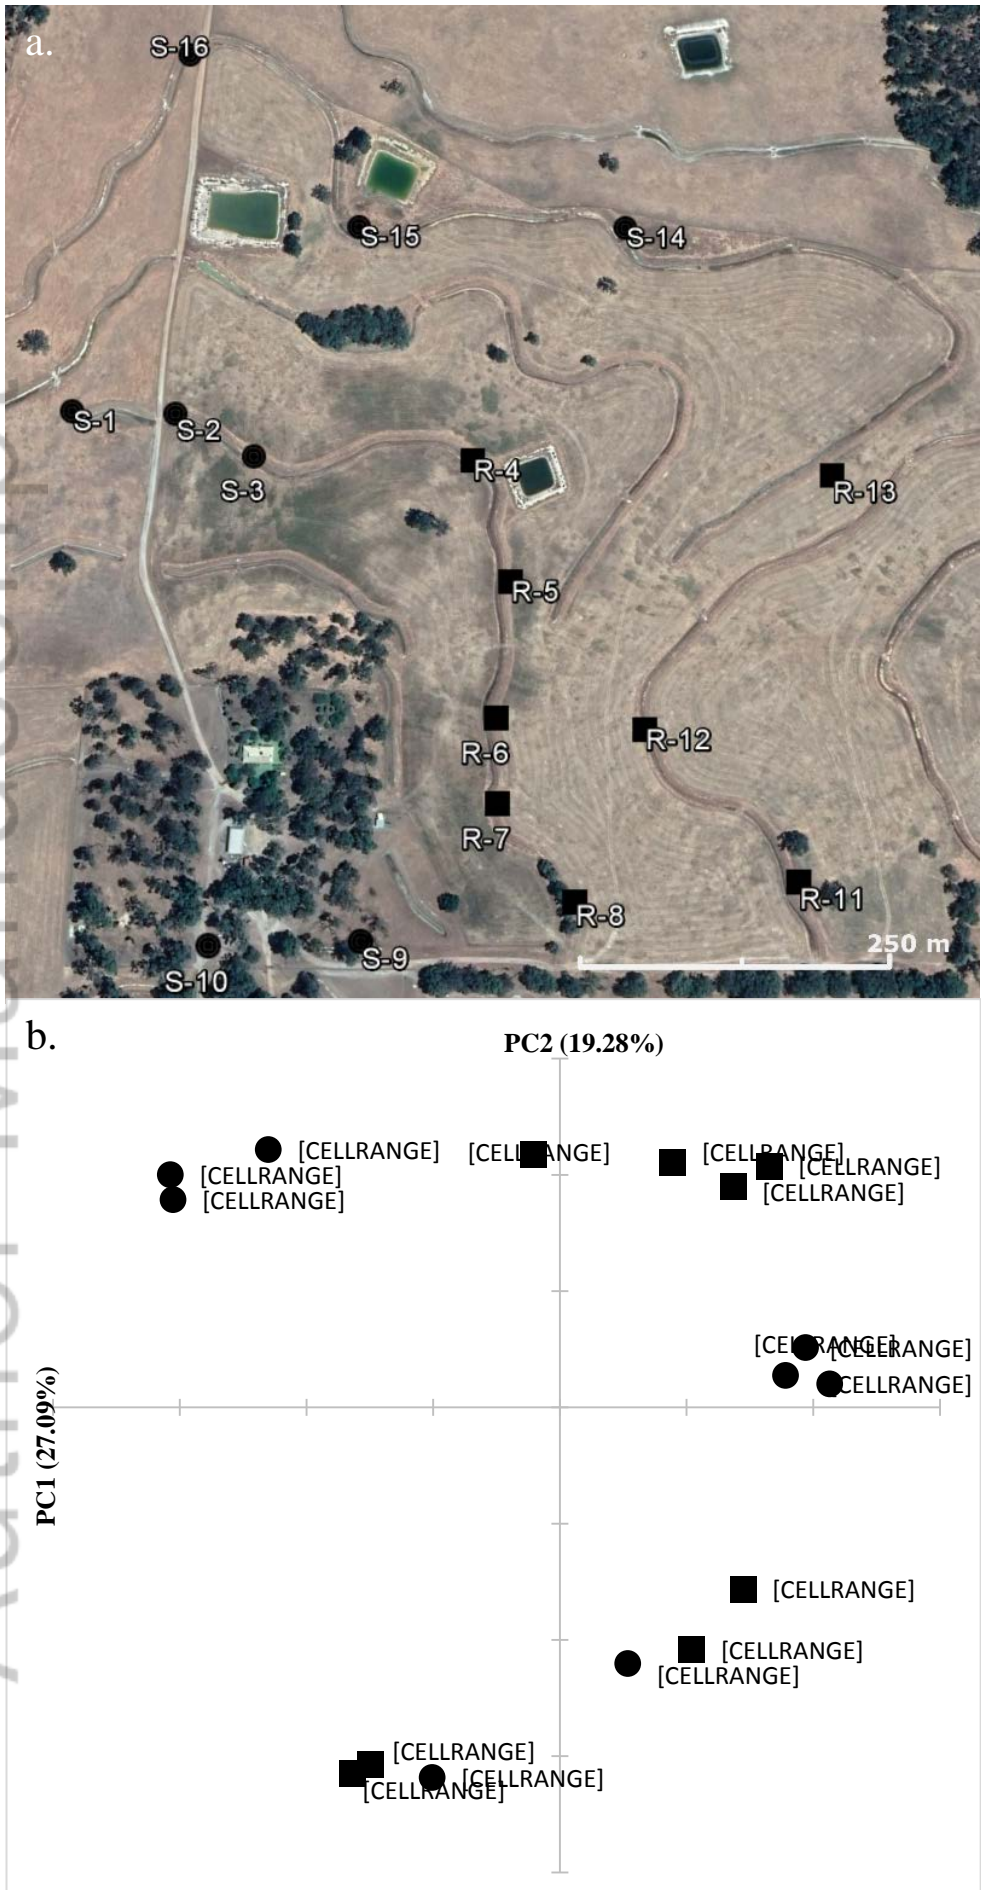 a.
S-16
S-15
S-14
S-1
S-2
S-3
R-4
R-13
R-5
R-6
R-12
R-7
R-11
R-8
250 m
S-9
S-10
b.
PC2 (19.28%)
[CELLRANGE]
[CELLRANGE]
[CELLRANGE]
[CELLRANGE]
[CELLRANGE]
[CELLRANGE]
[CELLRANGE]
[CELLRANGE]
[CELLRANGE]
[CELLRANGE]
PC1 (27.09%)
[CELLRANGE]
[CELLRANGE]
[CELLRANGE]
[CELLRANGE]
[CELLRANGE]
[CELLRANGE]